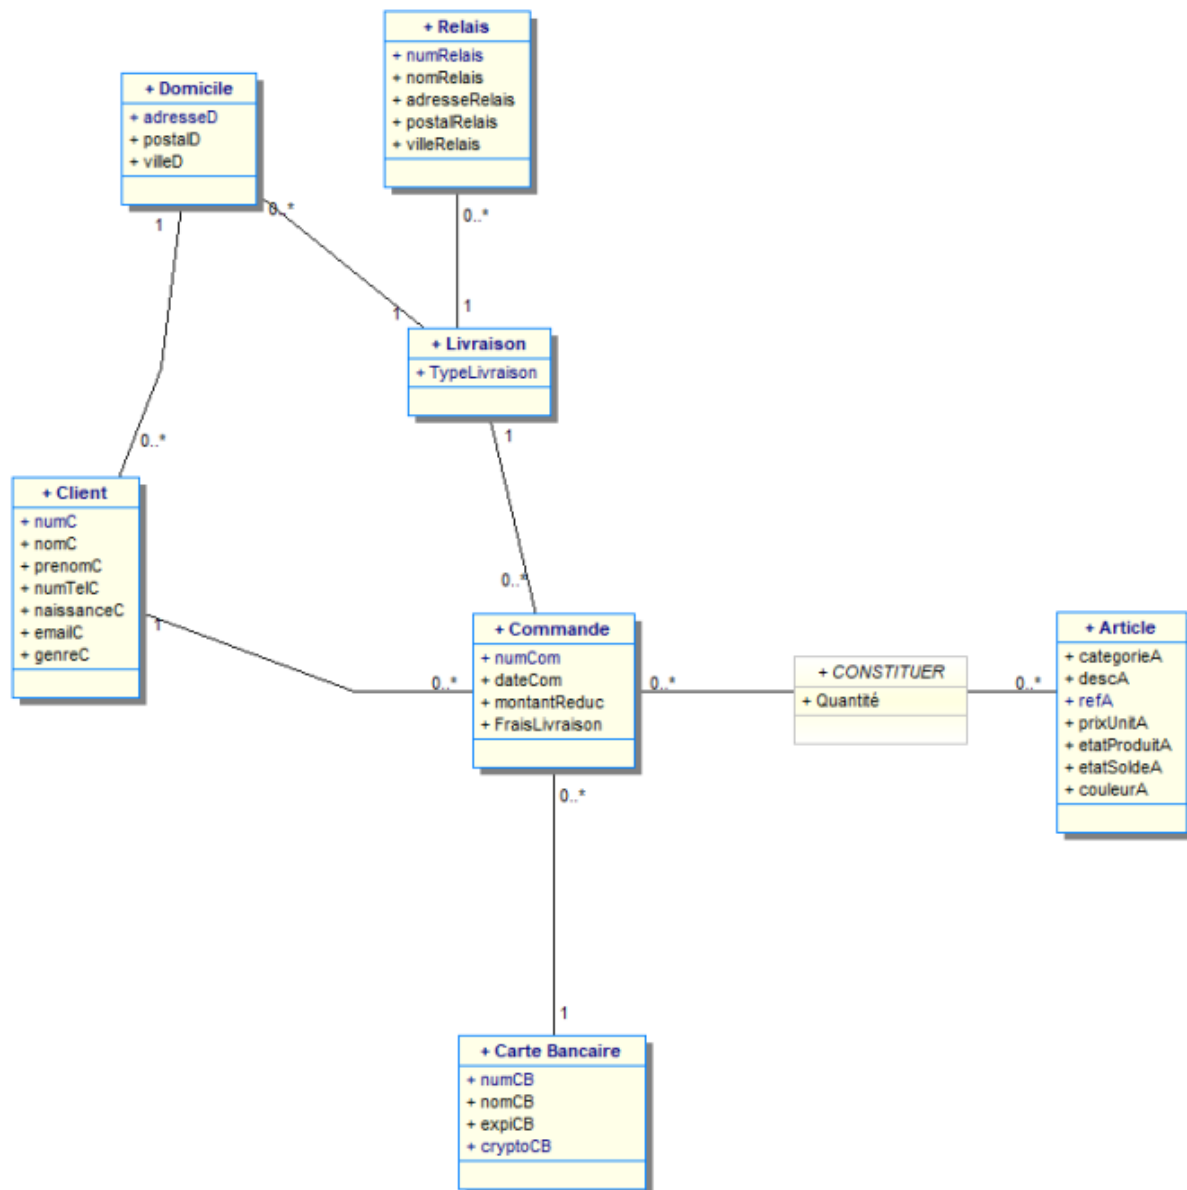 + Relais
+ numRelais
+ nomRelais
+ adresseRelais
+ postalRelais
+ villeRelais
+ Domicile
+ adresseD
+ postalD
+ villeD
0..*
0..*
1
1
1
+ Livraison
+ TypeLivraison
1
0..*
+ Client
+ numC
+ nomC
+ prenomC
+ numTelC
+ naissanceC
+ emailC
+ genreC
1
0..*
0..*
+ Commande
+ numCom
+ dateCom
+ montantReduc
+ FraisLivraison
0..*
+ CONSTITUER
+ Quantité
0..*
+ Article
+ categorieA
+ descA
+ refA
+ prixUnitA
+ etatProduitA
+ etatSoldeA
+ couleurA
0..*
1
+ Carte Bancaire
+ numCB
+ nomCB
+ expiCB
+ cryptoCB